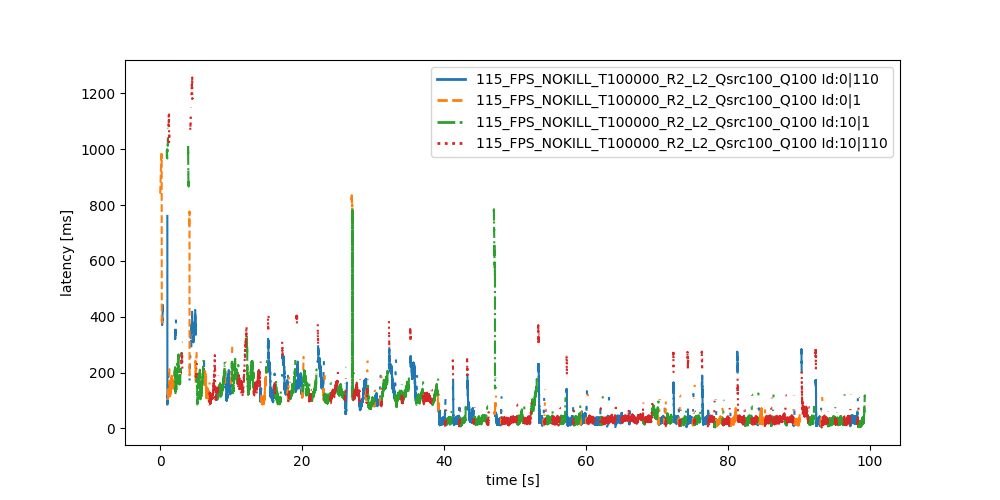 115_FPS_NOKILL_T100000_R2_L2_Qsrc100_Q100 Id:0|110
115_FPS_NOKILL_T100000_R2_L2_Qsrc100_Q100 Id:0|1
115_FPS_NOKILL_T100000_R2_L2_Qsrc100_Q100 Id:10|1
115_FPS_NOKILL_T100000_R2_L2_Qsrc100_Q100 Id:10|110
latency [ms]
1200
1000
800
600
400
200
0
0 20 40 60 80 100
time [s]